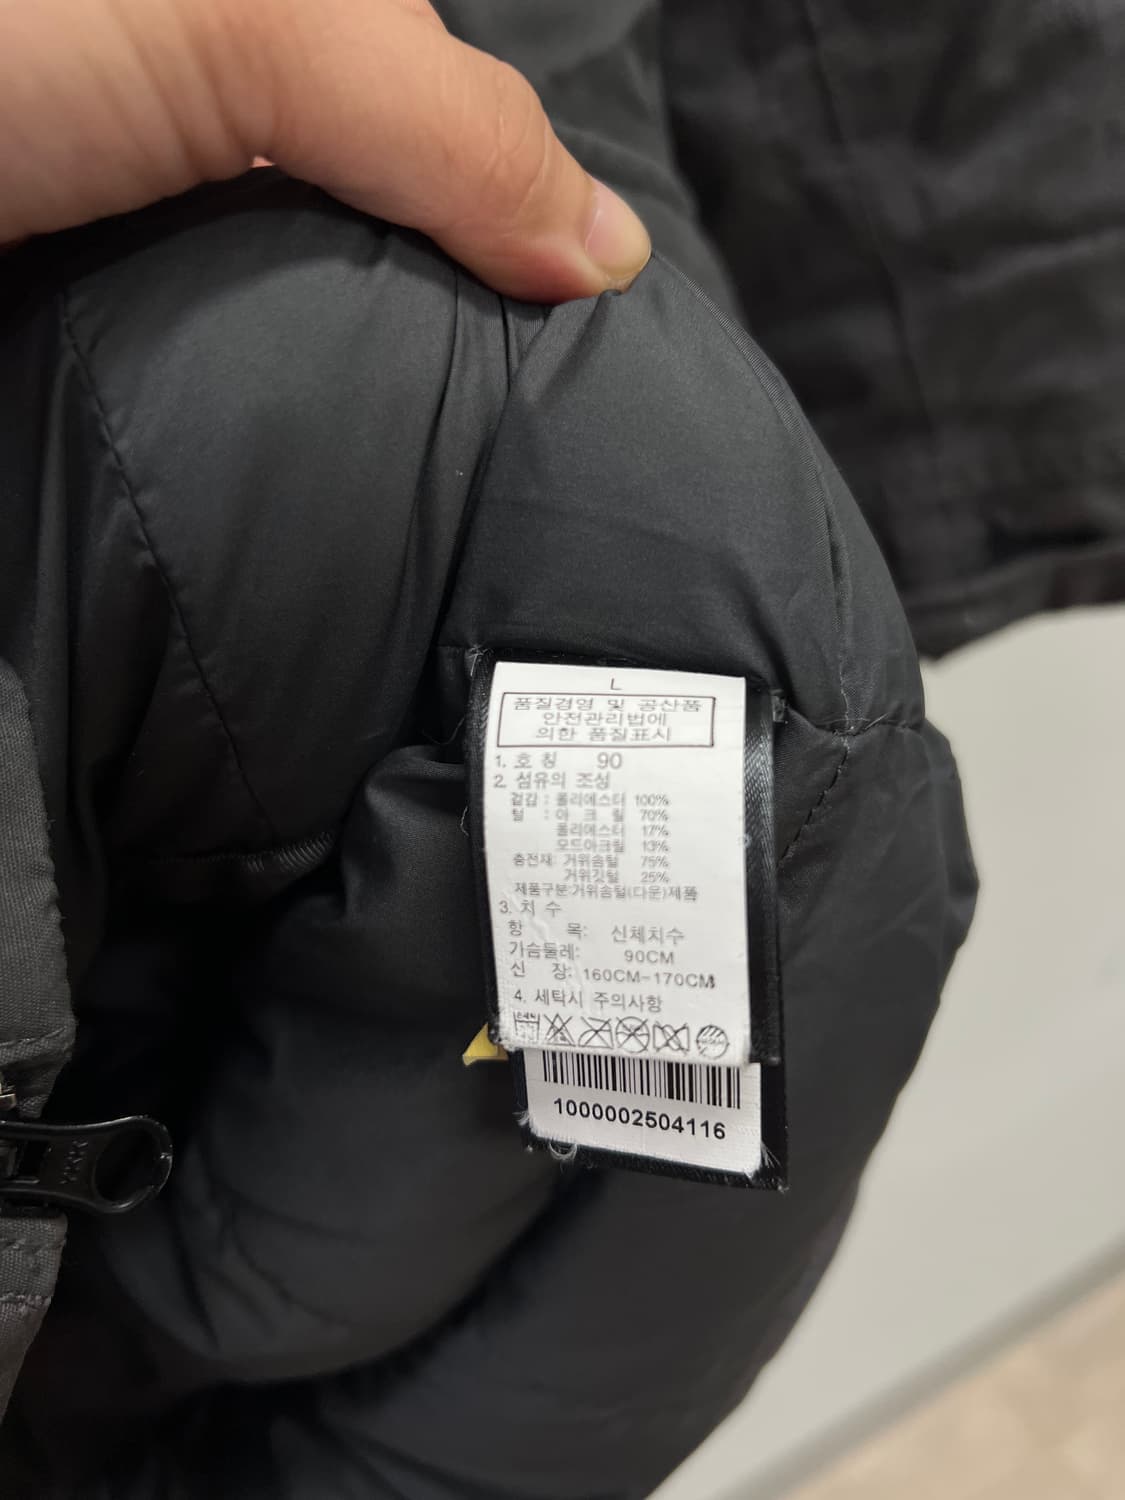 L
품질경영 및 공산품
안전관리법에
의한 품질표시
1. 호 칭 90
2. 섬유의 조성
겉감 : 폴리에스터 100%
털 : 아 크 릴 70%
폴리에스터 17%
모드아크릴 13%
충전재: 거위솜털 75%
거위깃털 25%
제품구분:거위솜털(다운)제품
3. 치 수
항 목: 신체치수
가슴둘레: 90CM
신 장: 160CM-170CM
4. 세탁시 주의사항
1000002504116
YKK